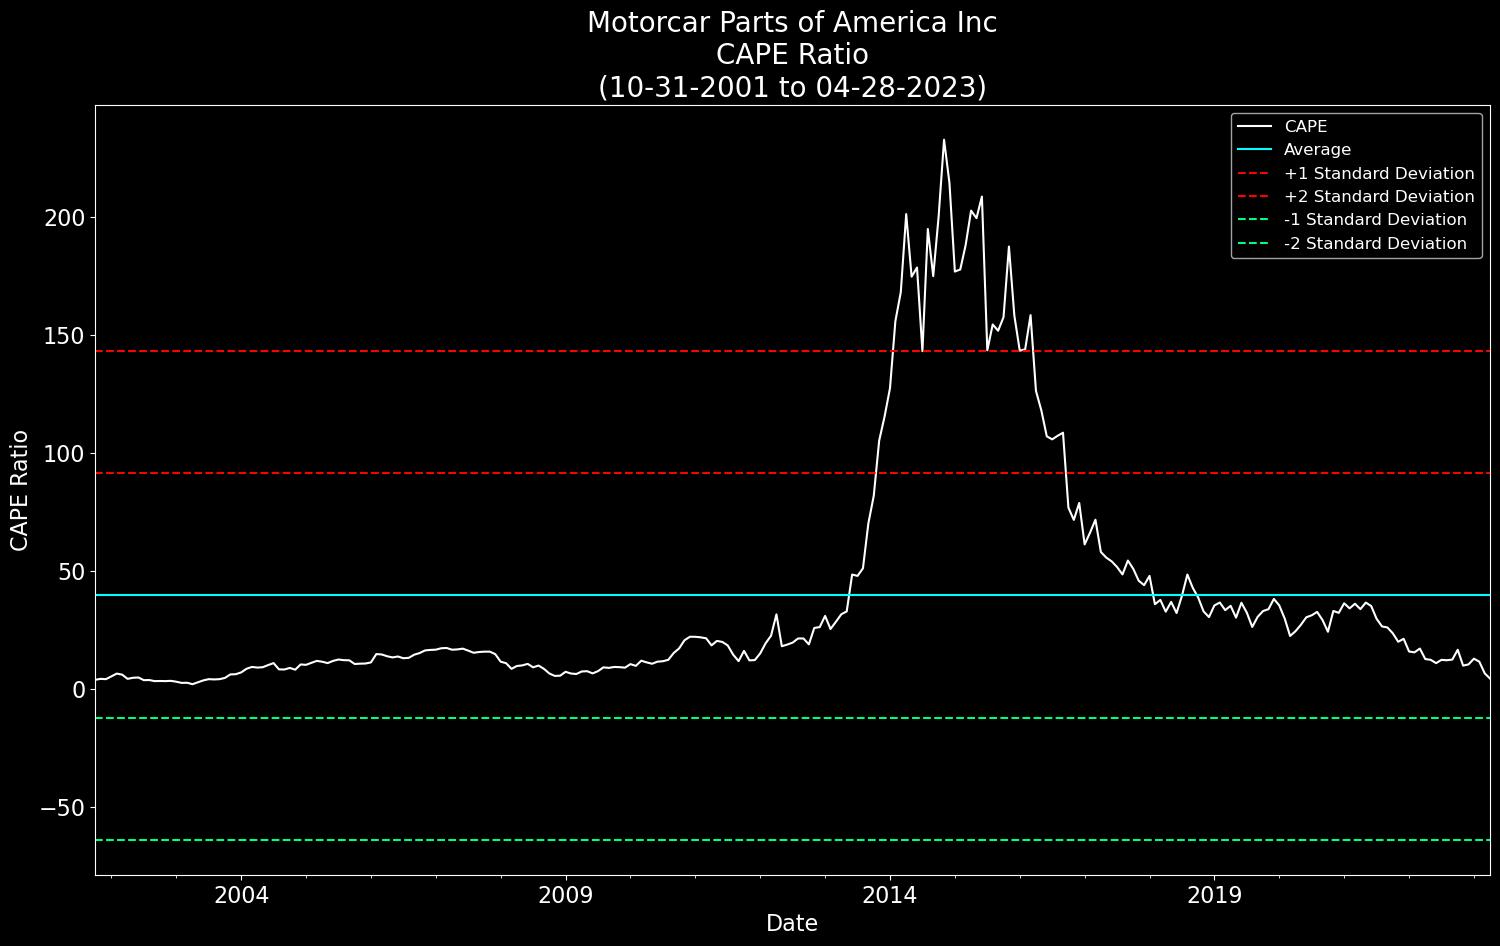 Motorcar Parts of America Inc
CAPE Ratio
(10-31-2001 to 04-28-2023)
CAPE
Average
+1 Standard Deviation
+2 Standard Deviation
-1 Standard Deviation
-2 Standard Deviation
CAPE Ratio
200
150
100
50
0
−50
2004 2009 2014 2019
Date